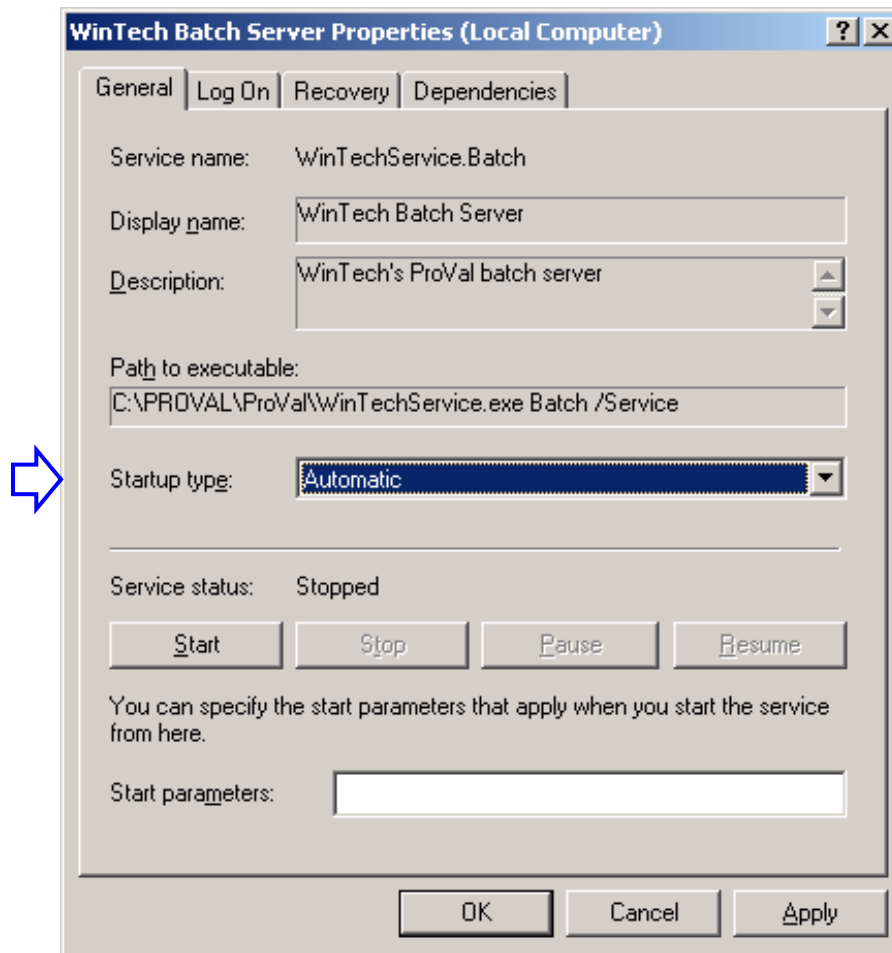 WinTech Batch Server Properties (Local Computer)
General Log On Recovery Dependencies
Service name: WinTechService.Batch
Display name: WinTech Batch Server
Description: WinTech's ProVal batch server
Path to executable:
C:\PROVAL\ProVal\WinTechService.exe Batch /Service
Startup type: Automatic
Service status: Stopped
Start Stop Pause Resume
You can specify the start parameters that apply when you start the service
from here.
Start parameters:
OK Cancel Apply